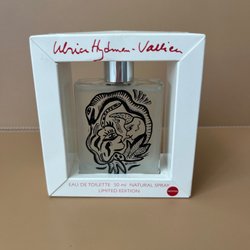 Ulrica Hydman-Vallien
EAU DE TOILETTE 50 ml NATURAL SPRAY
LIMITED EDITION